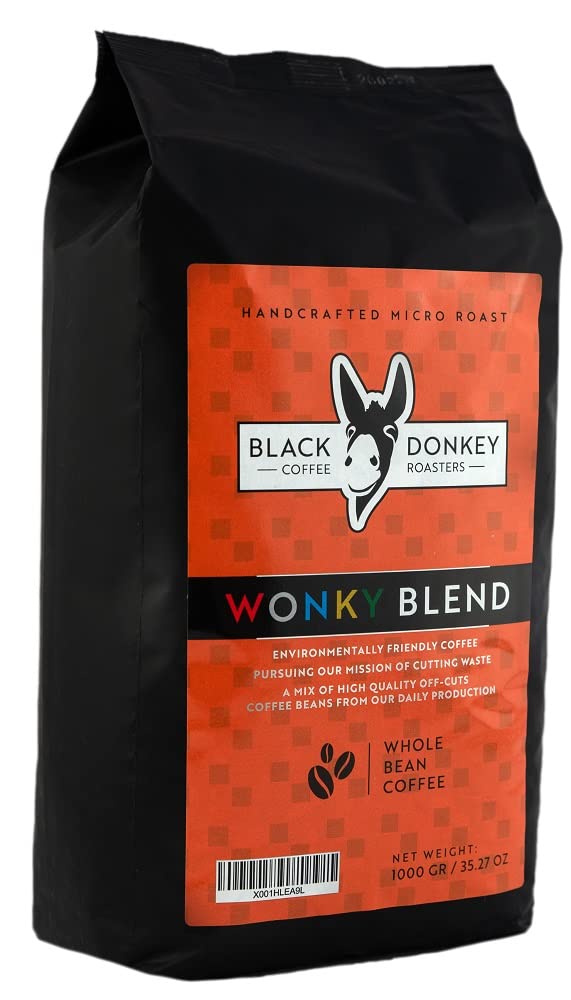 HANDCRAFTED MICRO ROAST
BLACK DONKEY
COFFEE ROASTERS
WONKY BLEND
ENVIRONMENTALLY FRIENDLY COFFEE
PURSUING OUR MISSION OF CUTTING WASTE
A MIX OF HIGH QUALITY OFF-CUTS
COFFEE BEANS FROM OUR DAILY PRODUCTION
WHOLE
BEAN
COFFEE
NET WEIGHT:
1000 GR / 35.27 OZ
X001HLEA9L